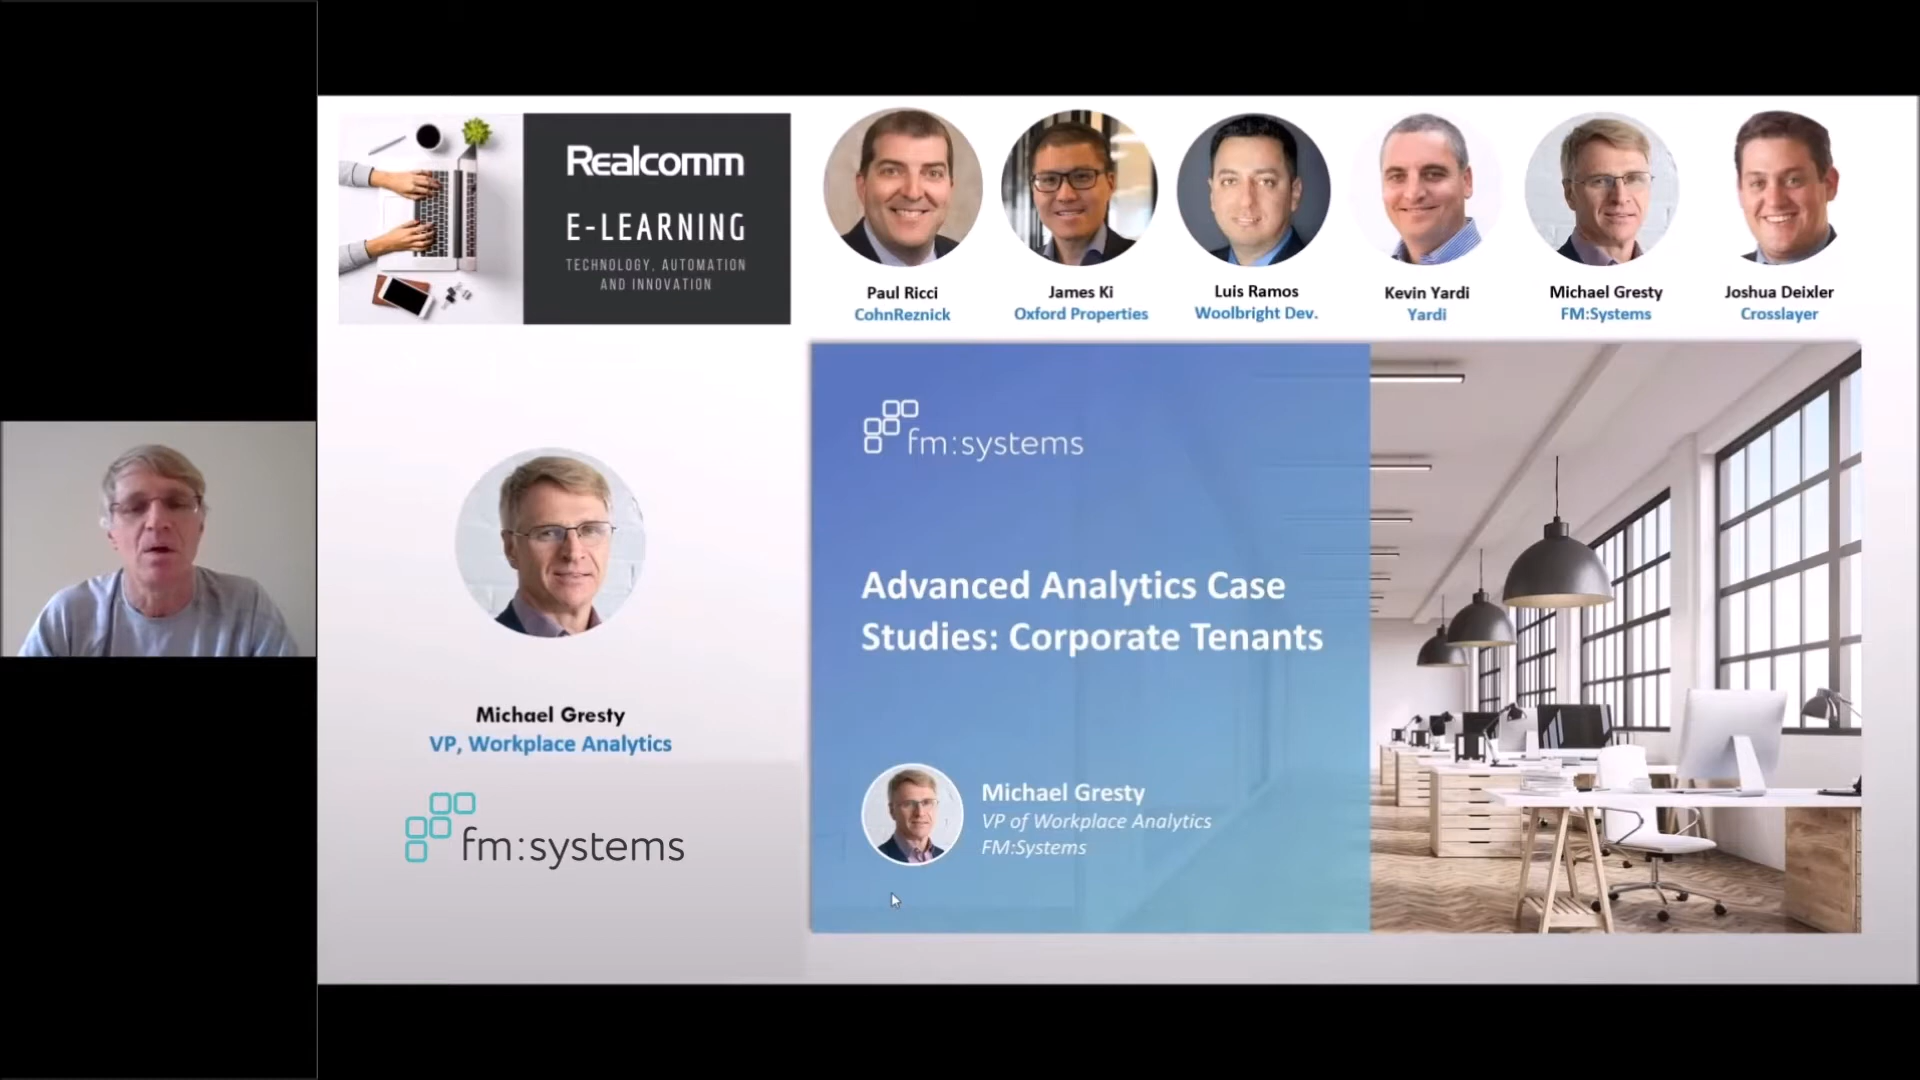 Realcomm
E-LEARNING
TECHNOLOGY, AUTOMATION
AND INNOVATION
Paul Ricci
CohnReznick
James Ki
Oxford Properties
Luis Ramos
Woolbright Dev.
Kevin Yardi
Yardi
Michael Gresty
FM:Systems
Joshua Deixler
Crosslayer
Michael Gresty
VP, Workplace Analytics
fm:systems
fm:systems
Advanced Analytics Case
Studies: Corporate Tenants
Michael Gresty
VP of Workplace Analytics
FM:Systems